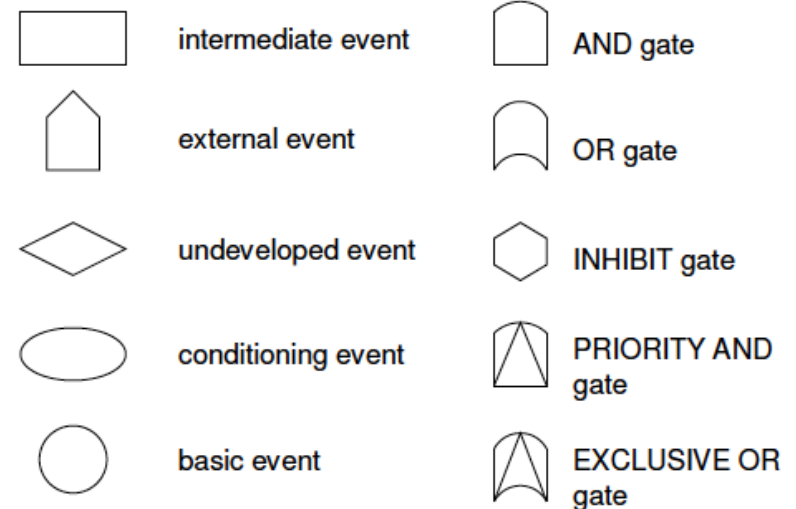 intermediate event
AND gate
external event
OR gate
undeveloped event
INHIBIT gate
conditioning event
PRIORITY AND
gate
basic event
EXCLUSIVE OR
gate